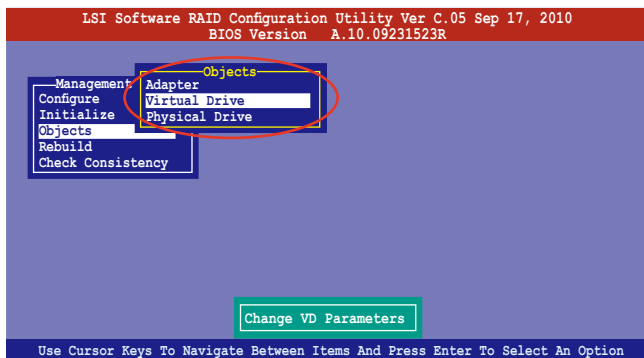 LSI Software RAID Configuration Utility Ver C.05 Sep 17, 2010
BIOS Version A.10.09231523R
Management
Configure
Initialize
Objects
Rebuild
Check Consistency
Objects
Adapter
Virtual Drive
Physical Drive
Change VD Parameters
Use Cursor Keys To Navigate Between Items And Press Enter To Select An Option